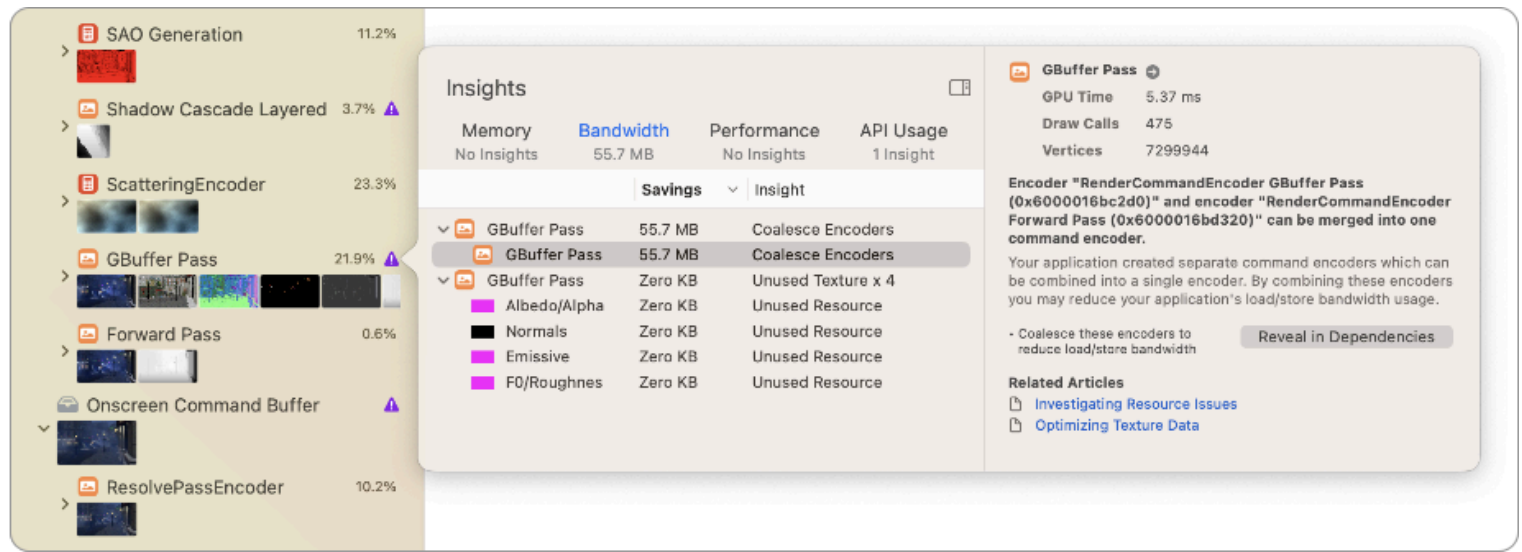 SAO Generation 11.2%
Shadow Cascade Layered 3.7%
ScatteringEncoder 23.3%
GBuffer Pass 21.9%
Forward Pass 0.6%
Onscreen Command Buffer
ResolvePassEncoder 10.2%
Insights
Memory Bandwidth Performance API Usage
No Insights 55.7 MB No Insights 1 Insight
Savings Insight
GBuffer Pass 55.7 MB Coalesce Encoders
GBuffer Pass 55.7 MB Coalesce Encoders
GBuffer Pass Zero KB Unused Texture x 4
Albedo/Alpha Zero KB Unused Resource
Normals Zero KB Unused Resource
Emissive Zero KB Unused Resource
F0/Roughnes Zero KB Unused Resource
GBuffer Pass
GPU Time 5.37 ms
Draw Calls 475
Vertices 7299944
Encoder "RenderCommandEncoder GBuffer Pass
(0x6000016bc2d0)" and encoder "RenderCommandEncoder
Forward Pass (0x6000016bd320)" can be merged into one
command encoder.
Your application created separate command encoders which can
be combined into a single encoder. By combining these encoders
you may reduce your application's load/store bandwidth usage.
- Coalesce these encoders to
reduce load/store bandwidth
Reveal in Dependencies
Related Articles
Investigating Resource Issues
Optimizing Texture Data